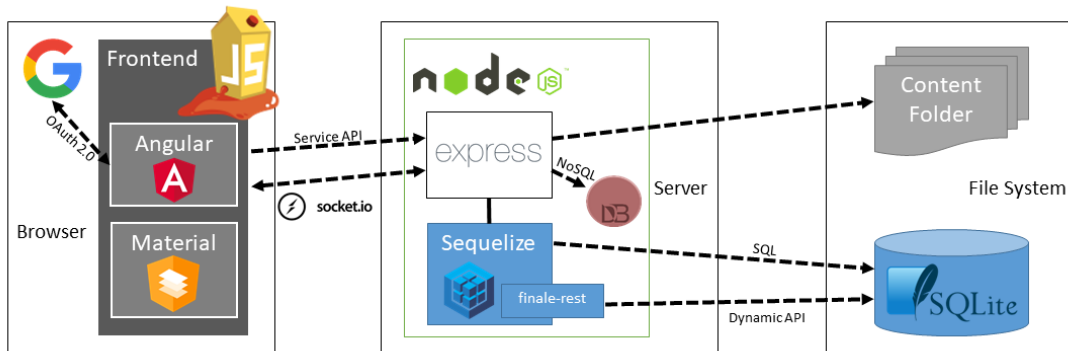 Frontend
JS
OAuth 2.0
Angular
A
Material
Browser
Service API
socket.io
node
JS
express
NoSQL
DB
Server
Sequelize
finale-rest
SQL
Dynamic API
Content
Folder
File System
SQLite